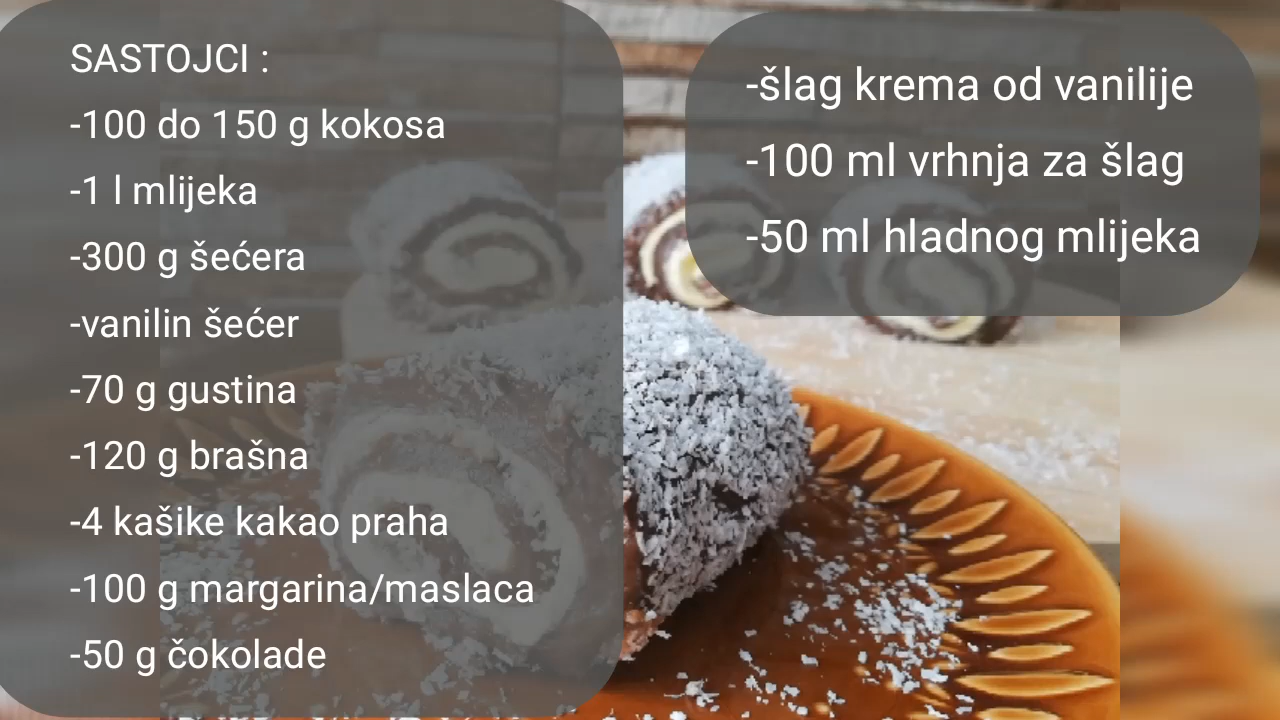 SASTOJCI :
-100 do 150 g kokosa
-1 l mlijeka
-300 g šećera
-vanilin šećer
-70 g gustina
-120 g brašna
-4 kašike kakao praha
-100 g margarina/maslaca
-50 g čokolade
-šlag krema od vanilije
-100 ml vrhnja za šlag
-50 ml hladnog mlijeka